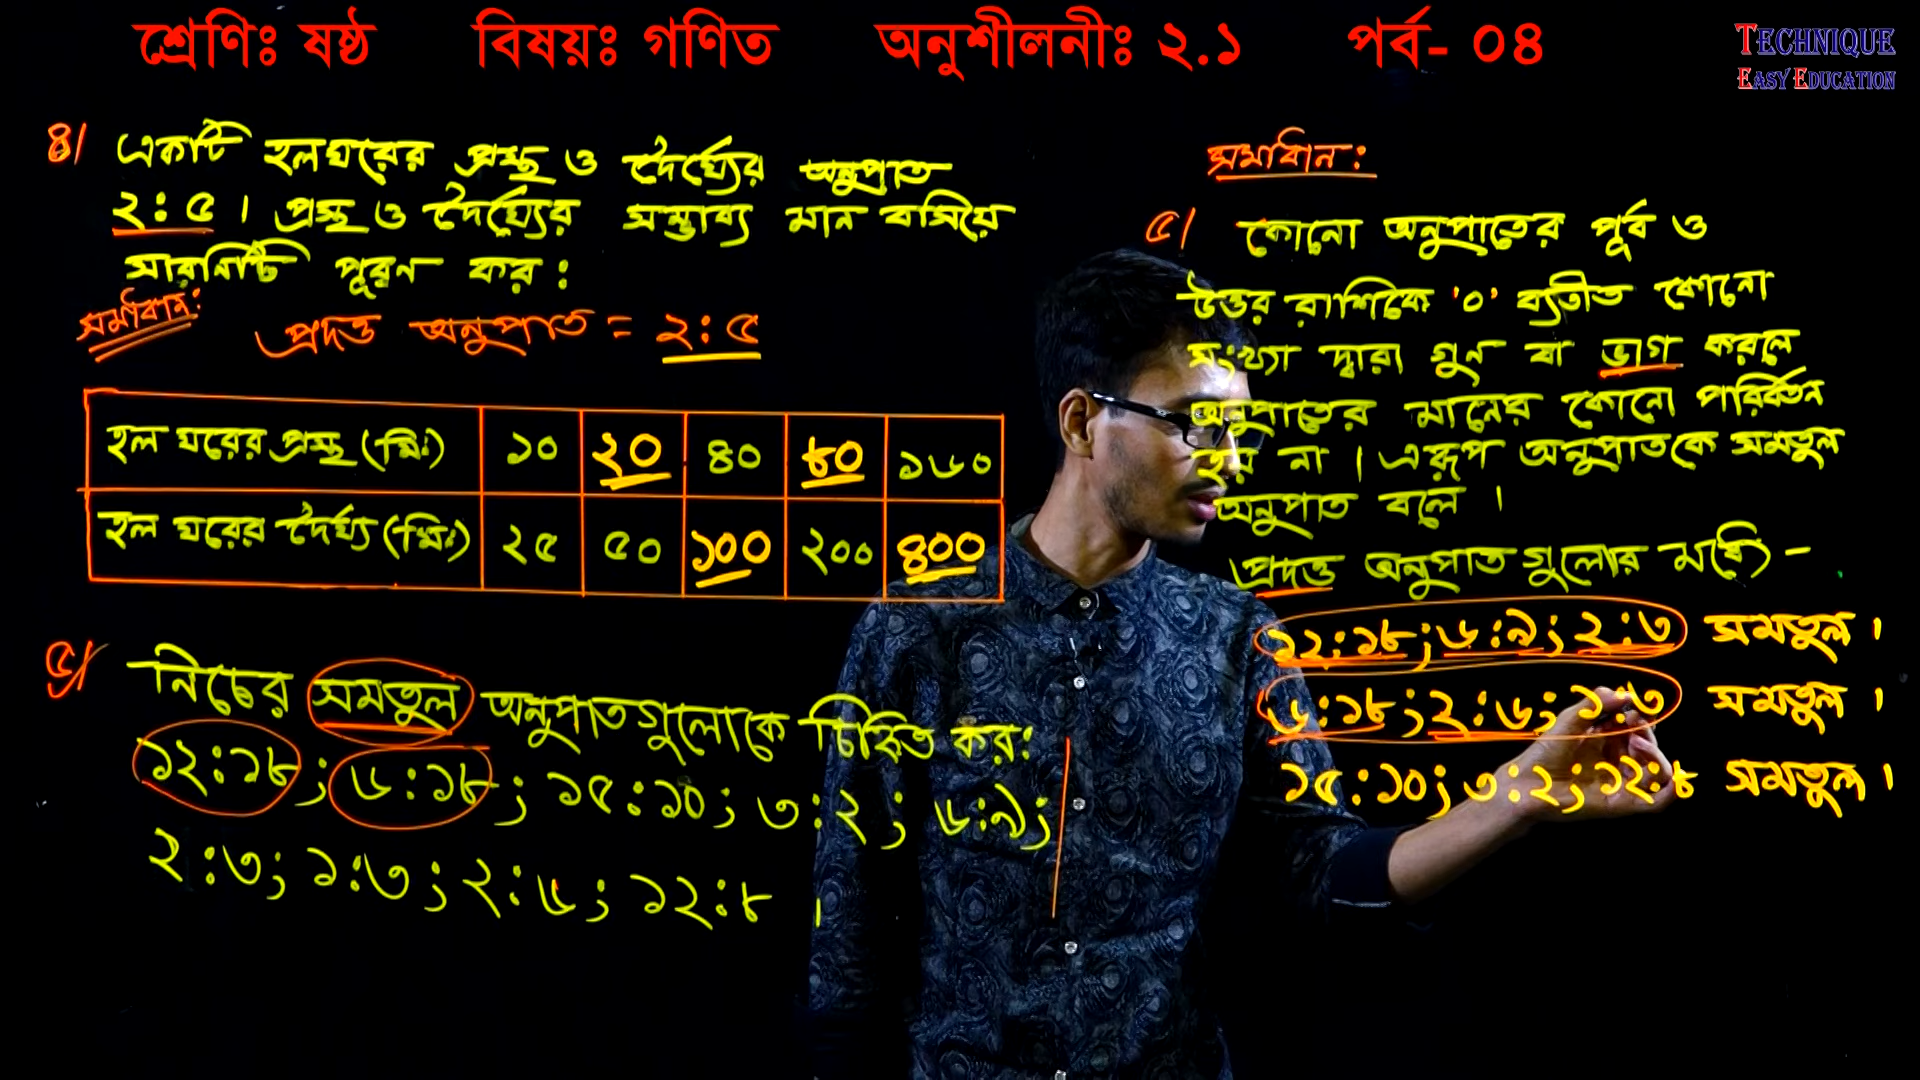 শ্রেণিঃ ষষ্ঠ বিষয়ঃ গণিত অনুশীলনীঃ ২.১ পর্ব- ০৪
TECHNIQUE
EASY EDUCATION
৪। একটি হলঘরের প্রস্থ ও দৈর্ঘ্যের অনুপাত
২:৫। প্রস্থ ও দৈর্ঘ্যের সম্ভাব্য মান বসিয়ে
সারণিটি পূরণ কর:
সমাধান:
প্রদত্ত অনুপাত = ২:৫
হল ঘরের প্রস্থ (মি:) ১০ ২০ ৪০ ৮০ ১৬০
হল ঘরের দৈর্ঘ্য (মি:) ২৫ ৫০ ১০০ ২০০ ৪০০
৫। নিচের সমতুল অনুপাতগুলোকে চিহ্নিত কর:
১২:১৮; ৬:১৮; ১৫:১০; ৩:২; ৬:৯;
২:৩; ১:৩; ২:৬; ১২:৮।
সমাধান:
৫। কোনো অনুপাতের পূর্ব ও
উত্তর রাশিকে '০' ব্যতীত কোনো
সংখ্যা দ্বারা গুন বা ভাগ করলে
অনুপাতের মানের কোনো পরিবর্তন
হয় না। এরূপ অনুপাতকে সমতুল
অনুপাত বলে।
প্রদত্ত অনুপাত গুলোর মধ্যে -
১২:১৮; ৬:৯; ২:৩ সমতুল।
৬:১৮; ২:৬; ১:৩ সমতুল।
১৫:১০; ৩:২; ১২:৮ সমতুল।